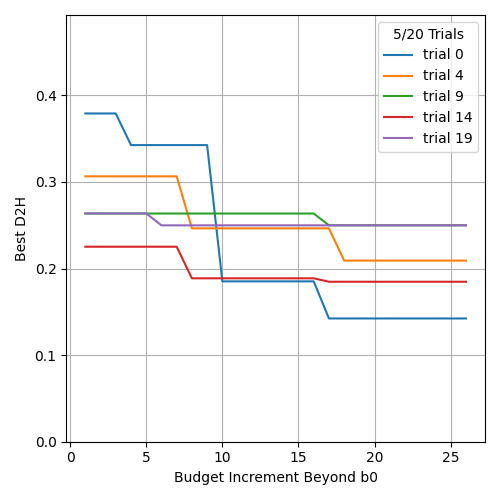 5/20 Trials
trial 0
trial 4
trial 9
trial 14
trial 19
Best D2H
0.4
0.3
0.2
0.1
0.0
0 5 10 15 20 25
Budget Increment Beyond b0